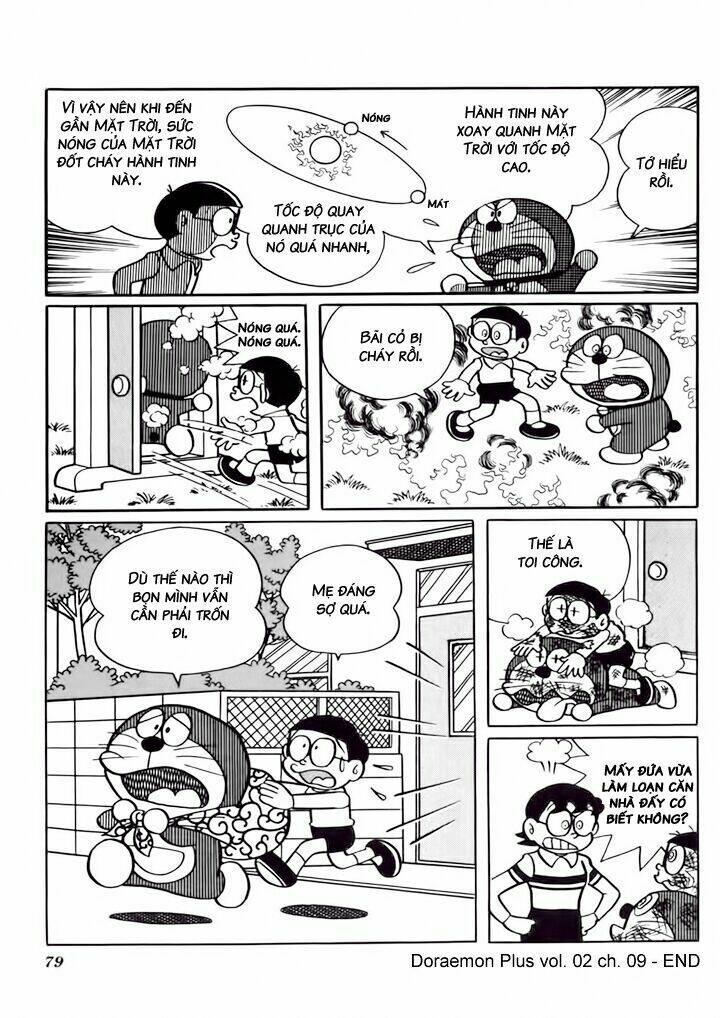 TỚ HIỂU
RỒI.
HÀNH TINH NÀY
XOAY QUANH MẶT
TRỜI VỚI TỐC ĐỘ
CAO.
NÓNG
MÁT
TỐC ĐỘ QUAY
QUANH TRỤC CỦA
NÓ QUÁ NHANH,
VÌ VẬY NÊN KHI ĐẾN
GẦN MẶT TRỜI, SỨC
NÓNG CỦA MẶT TRỜI
ĐỐT CHÁY HÀNH TINH
NÀY.
BÃI CỎ BỊ
CHÁY RỒI.
NÓNG QUÁ.
NÓNG QUÁ.
THẾ LÀ
TOI CÔNG.
MẤY ĐỨA VỪA
LÀM LOẠN CĂN
NHÀ ĐẤY CÓ
BIẾT KHÔNG?
MẸ ĐÁNG
SỢ QUÁ.
DÙ THẾ NÀO THÌ
BỌN MÌNH VẪN
CẦN PHẢI TRỐN
ĐI.
79
Doraemon Plus vol. 02 ch. 09 - END